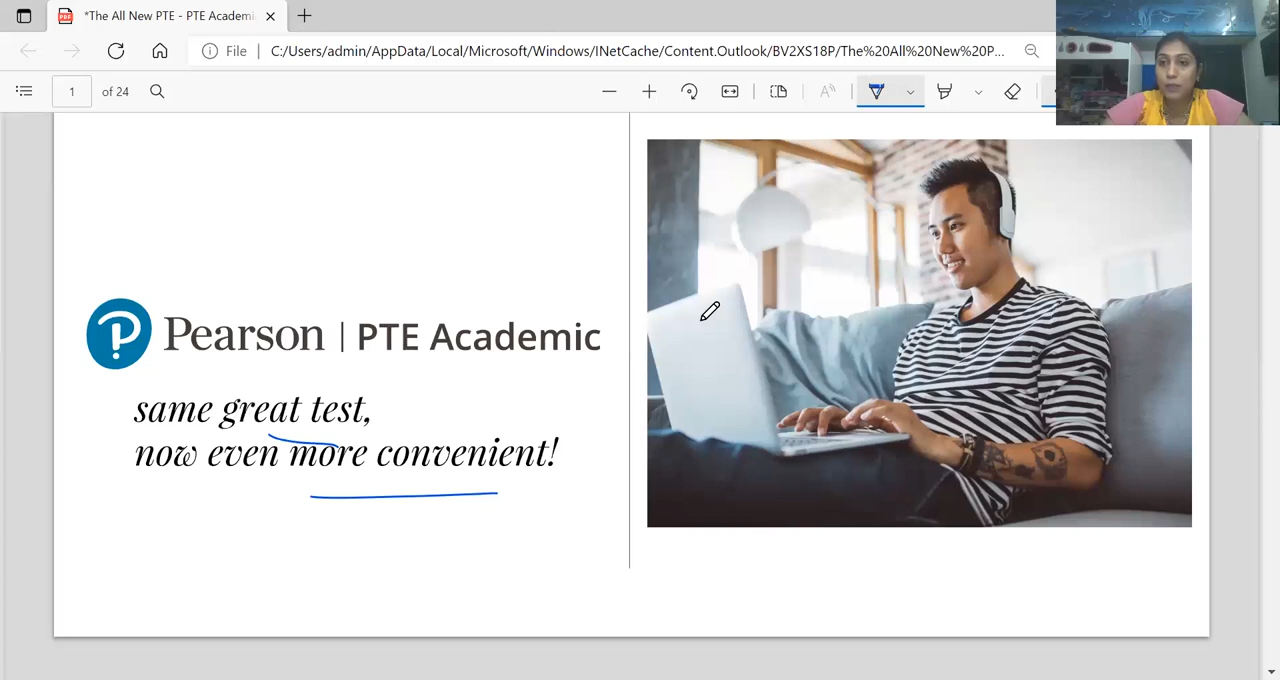 *The All New PTE - PTE Academi
File
C:/Users/admin/AppData/Local/Microsoft/Windows/INetCache/Content.Outlook/BV2XS18P/The%20All%20New%20P...
1 of 24
Pearson | PTE Academic
same great test,
now even more convenient!